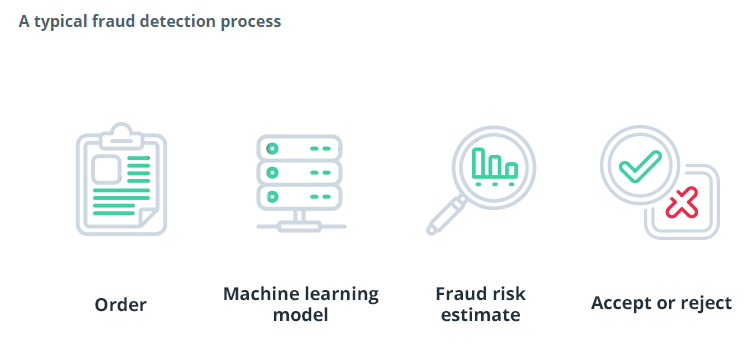 A typical fraud detection process
Order
Machine learning
model
Fraud risk
estimate
Accept or reject